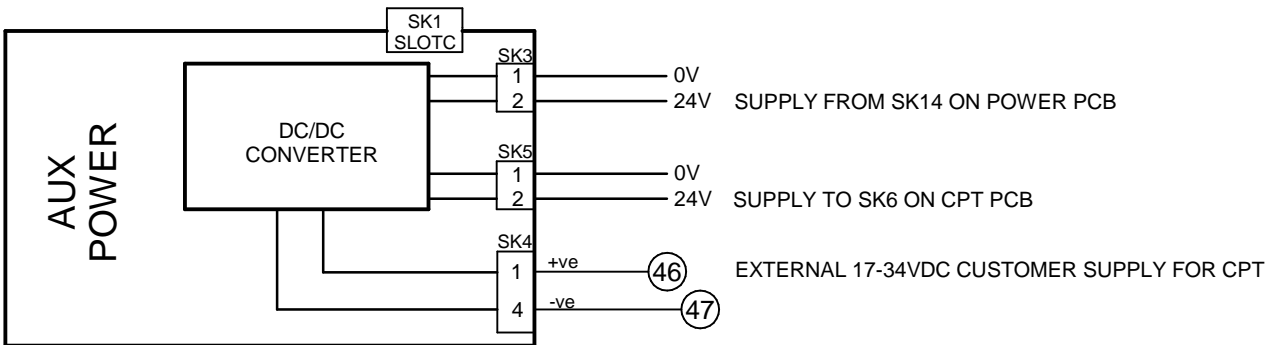 SK1
SLOTC
SK3
1 0V
2 24V SUPPLY FROM SK14 ON POWER PCB
DC/DC
CONVERTER
AUX
POWER
SK5
1 0V
2 24V SUPPLY TO SK6 ON CPT PCB
SK4
1 +ve 46 EXTERNAL 17-34VDC CUSTOMER SUPPLY FOR CPT
4 -ve 47